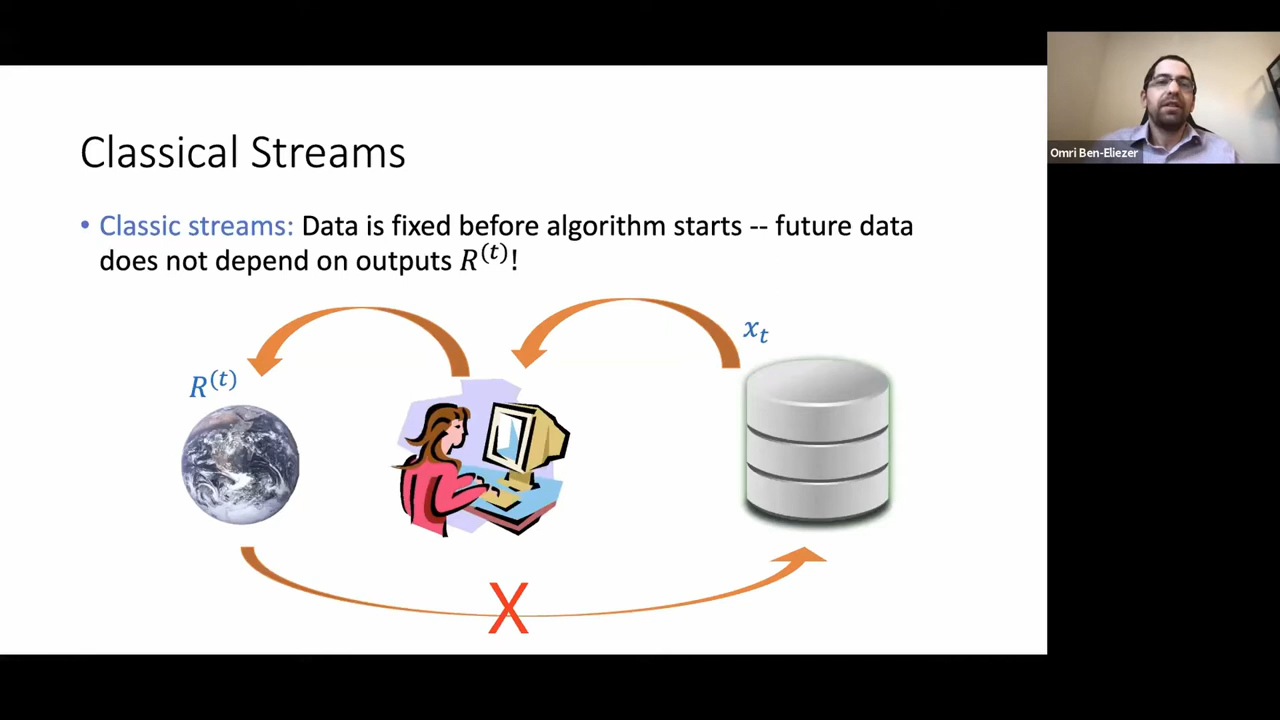 Classical Streams
• Classic streams: Data is fixed before algorithm starts -- future data
does not depend on outputs R^(t)!
x_t
R^(t)
X
Omri Ben-Eliezer